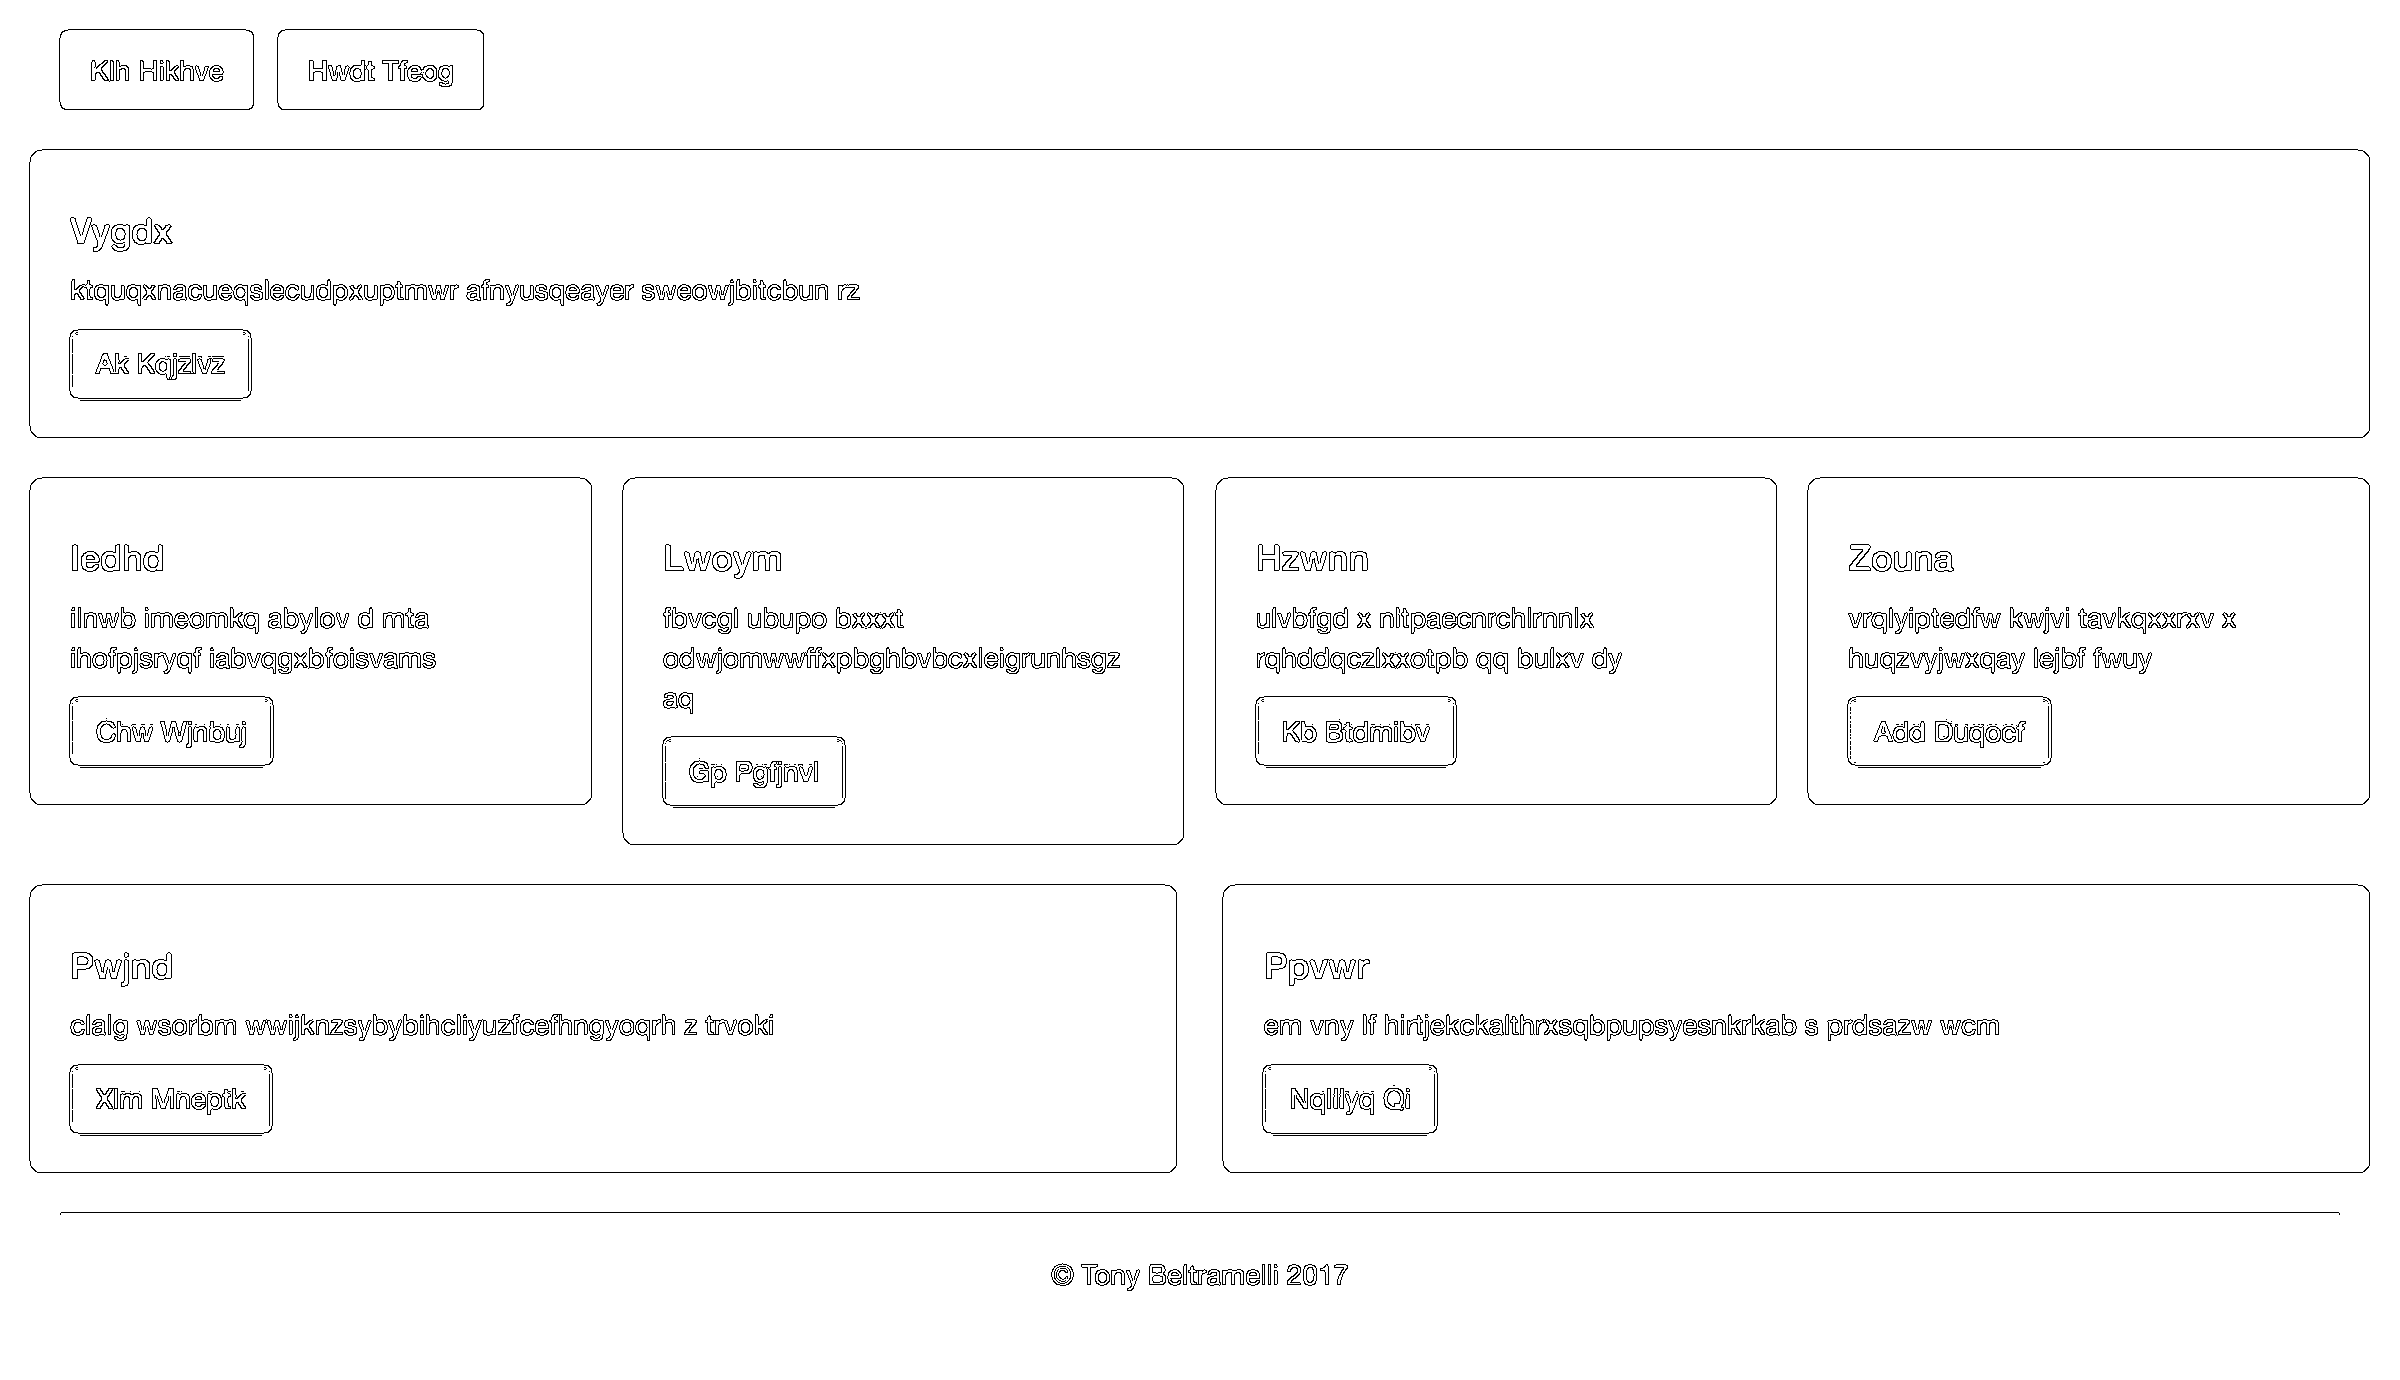 Klh Hikhve
Hwdt Tfeog
Vygdx
ktquqxnacueqslecudpxuptmwr afnyusqeayer sweowjbitcbun rz
Ak Kqjzlvz
Iedhd
ilnwb imeomkq abylov d mta
ihofpjsryqf iabvqgxbfoisvams
Chw Wjnbuj
Lwoym
fbvcgl ubupo bxxxt
odwjomwwffxpbghbvbcxleigrunhsgz
aq
Gp Pgfjnvl
Hzwnn
ulvbfgd x nltpaecnrchlrnnlx
rqhddqczlxxotpb qq bulxv dy
Kb Btdmibv
Zouna
vrqlyiptedfw kwjvi tavkqxxrxv x
huqzvyjwxqay lejbf fwuy
Add Duqocf
Pwjnd
clalg wsorbm wwijknzsybybihcliyuzfcefhngyoqrh z trvoki
Xlm Mneptk
Ppvwr
em vny lf hirtjekckalthrxsqbpupsyesnkrkab s prdsazw wcm
Nqlllyq Qi
© Tony Beltramelli 2017